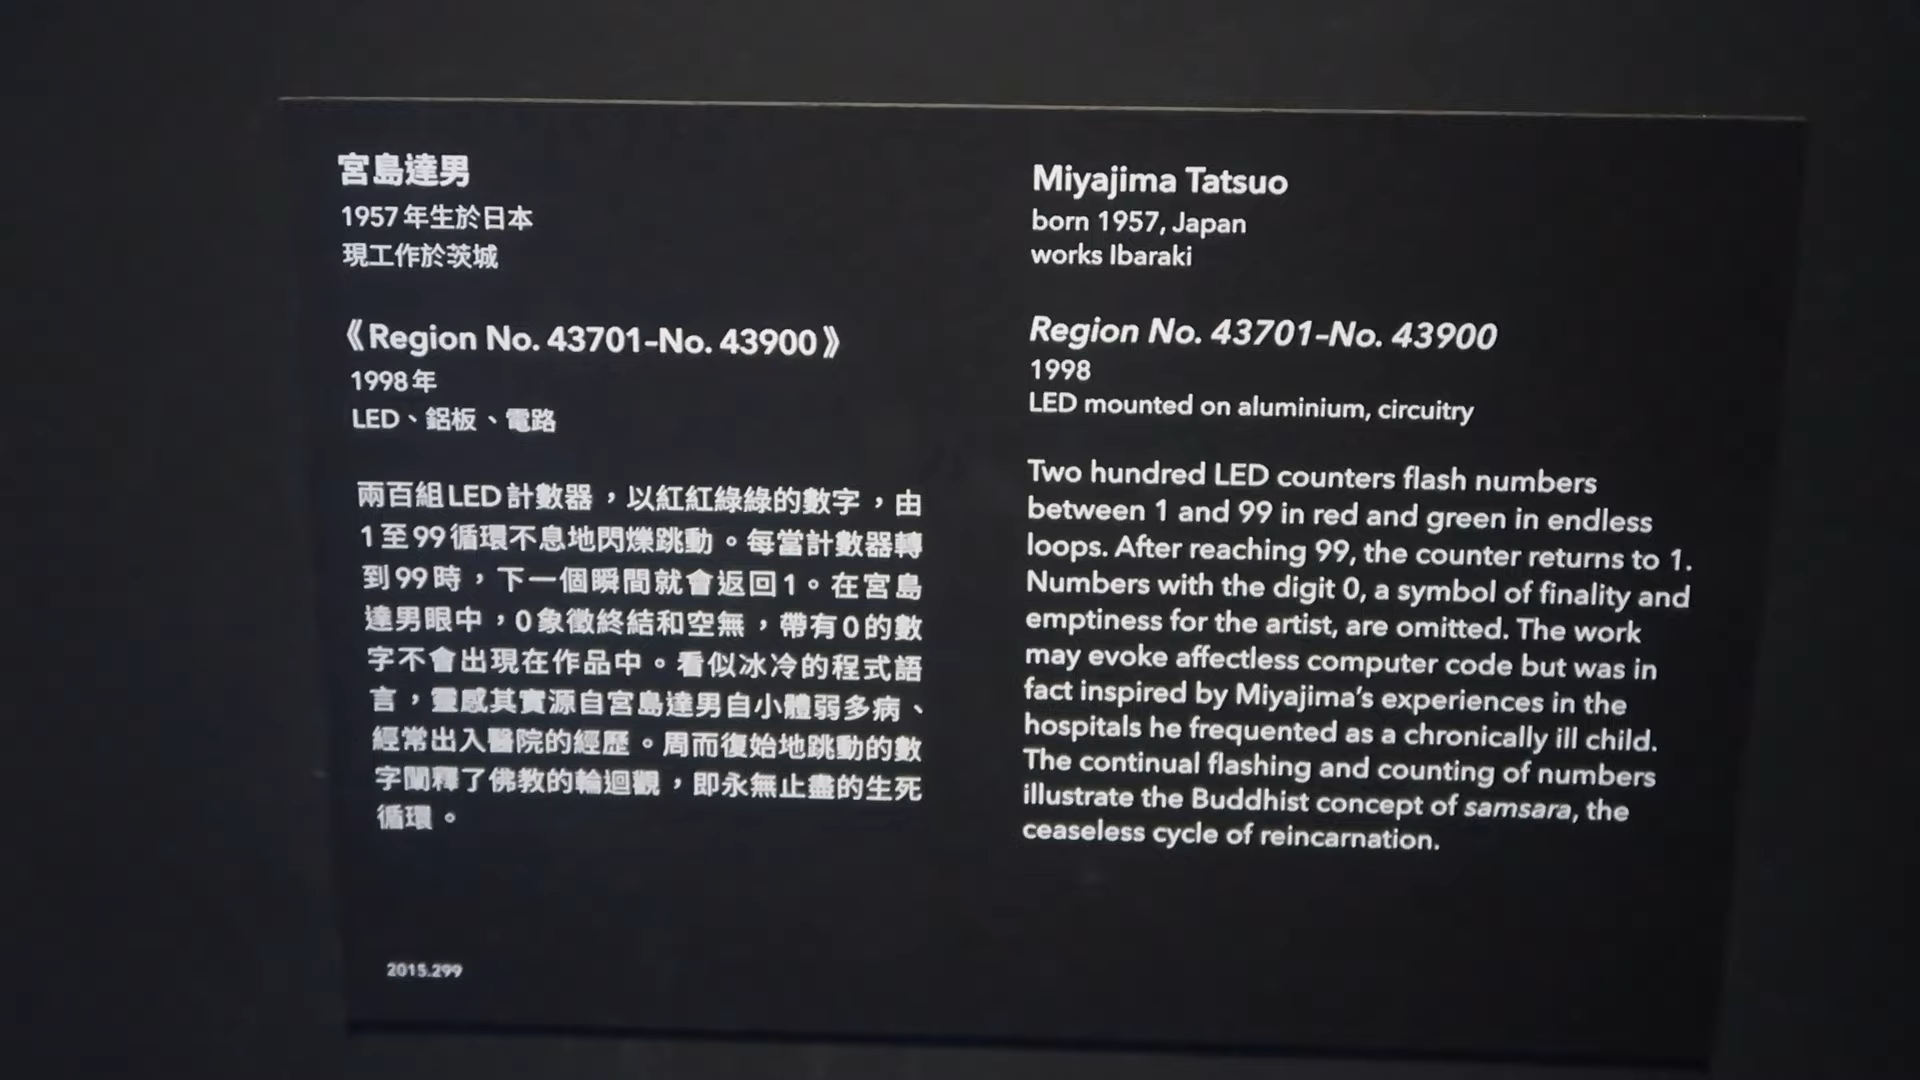 宮島達男
1957年生於日本
現工作於茨城
《Region No. 43701–No. 43900》
1998年
LED、鋁板、電路
兩百組LED計數器，以紅紅綠綠的數字，由
1至99循環不息地閃爍跳動。每當計數器轉
到99時，下一個瞬間就會返回1。在宮島
達男眼中，0象徵終結和空無，帶有0的數
字不會出現在作品中。看似冰冷的程式語
言，靈感其實源自宮島達男自小體弱多病、
經常出入醫院的經歷。周而復始地跳動的數
字闡釋了佛教的輪迴觀，即永無止盡的生死
循環。
2015.299
Miyajima Tatsuo
born 1957, Japan
works Ibaraki
Region No. 43701–No. 43900
1998
LED mounted on aluminium, circuitry
Two hundred LED counters flash numbers
between 1 and 99 in red and green in endless
loops. After reaching 99, the counter returns to 1.
Numbers with the digit 0, a symbol of finality and
emptiness for the artist, are omitted. The work
may evoke affectless computer code but was in
fact inspired by Miyajima’s experiences in the
hospitals he frequented as a chronically ill child.
The continual flashing and counting of numbers
illustrate the Buddhist concept of samsara, the
ceaseless cycle of reincarnation.